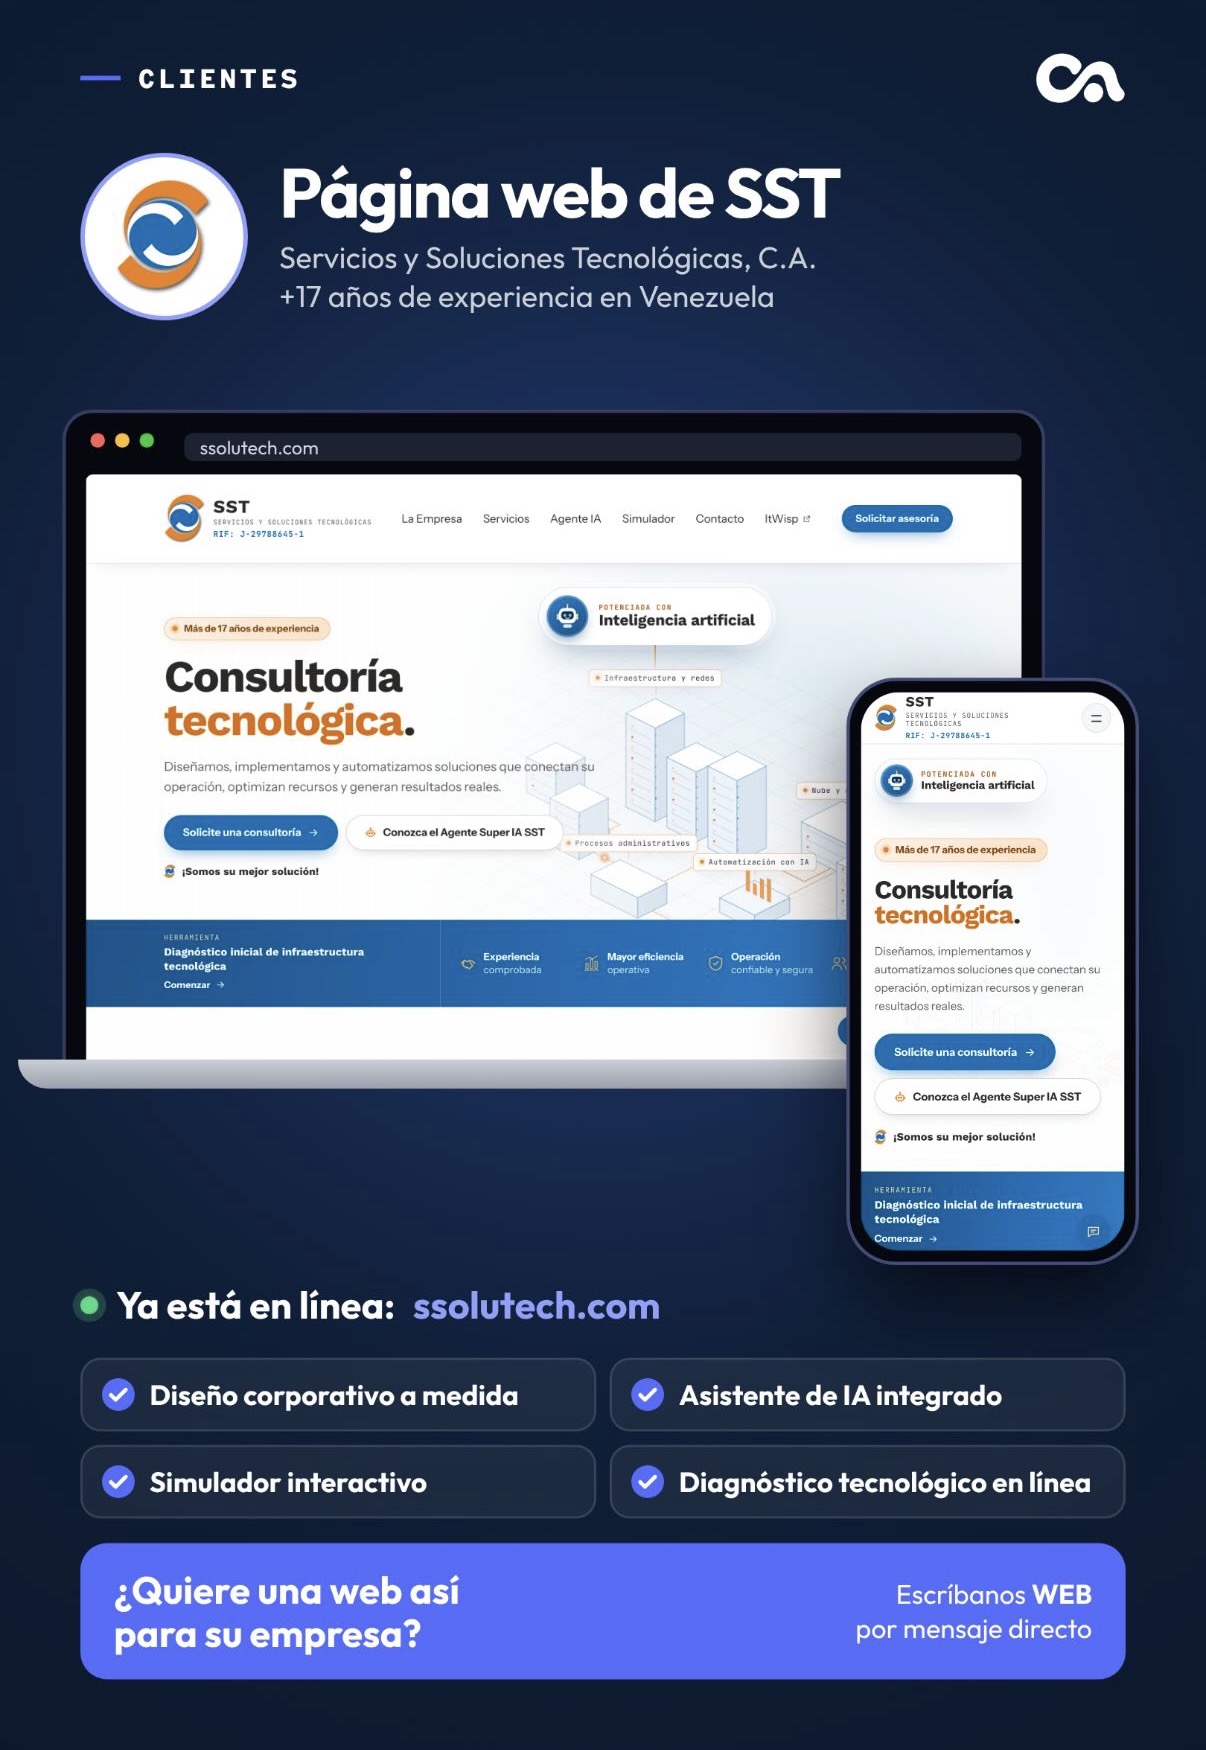 CLIENTES
Página web de SST
Servicios y Soluciones Tecnológicas, C.A.
+17 años de experiencia en Venezuela
ssolutech.com
SST
SERVICIOS Y SOLUCIONES TECNOLÓGICAS
RIF: J-29788645-1
La Empresa Servicios Agente IA Simulador Contacto ItWisp
Solicitar asesoría
POTENCIADA CON
Inteligencia artificial
Más de 17 años de experiencia
Infraestructura y redes
Consultoría
tecnológica.
Diseñamos, implementamos y automatizamos soluciones que conectan su
operación, optimizan recursos y generan resultados reales.
Nube y
Solicite una consultoría →
Conozca el Agente Super IA SST
Procesos administrativos
Automatización con IA
¡Somos su mejor solución!
HERRAMIENTA
Diagnóstico inicial de infraestructura
tecnológica
Comenzar →
Experiencia
comprobada
Mayor eficiencia
operativa
Operación
confiable y segura
SST
SERVICIOS Y SOLUCIONES
TECNOLÓGICAS
RIF: J-29788645-1
POTENCIADA CON
Inteligencia artificial
Más de 17 años de experiencia
Consultoría
tecnológica.
Diseñamos, implementamos y
automatizamos soluciones que conectan su
operación, optimizan recursos y generan
resultados reales.
Solicite una consultoría →
Conozca el Agente Super IA SST
¡Somos su mejor solución!
HERRAMIENTA
Diagnóstico inicial de infraestructura
tecnológica
Comenzar →
Ya está en línea: ssolutech.com
Diseño corporativo a medida
Asistente de IA integrado
Simulador interactivo
Diagnóstico tecnológico en línea
¿Quiere una web así
para su empresa?
Escríbanos WEB
por mensaje directo